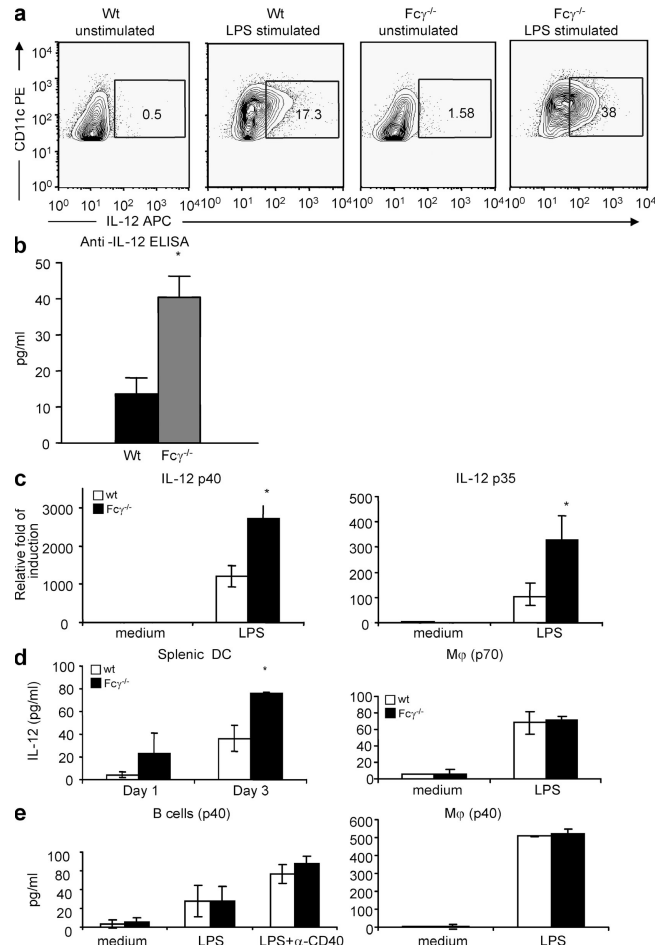 a
Wt
unstimulated
Wt
LPS stimulated
Fcγ-/-
unstimulated
Fcγ-/-
LPS stimulated
CD11c PE
10⁴
10³
10²
10¹
10⁰
0.5
17.3
1.58
38
10⁰ 10¹ 10² 10³ 10⁴
10⁰ 10¹ 10² 10³ 10⁴
10⁰ 10¹ 10² 10³ 10⁴
10⁰ 10¹ 10² 10³ 10⁴
IL-12 APC
b
Anti-IL-12 ELISA
pg/ml
50
40
30
20
10
0
*
Wt Fcγ-/-
c
IL-12 p40
Relative fold of
induction
3000
2000
1000
0
wt
Fcγ-/-
*
medium LPS
IL-12 p35
500
400
300
200
100
0
*
medium LPS
d
Splenic DC
IL-12 (pg/ml)
100
80
60
40
20
0
wt
Fcγ-/-
*
Day 1 Day 3
Mφ (p70)
100
80
60
40
20
0
wt
Fcγ-/-
medium LPS
e
B cells (p40)
pg/ml
100
80
60
40
20
0
medium LPS LPS+α-CD40
Mφ (p40)
600
500
400
300
200
100
0
medium LPS